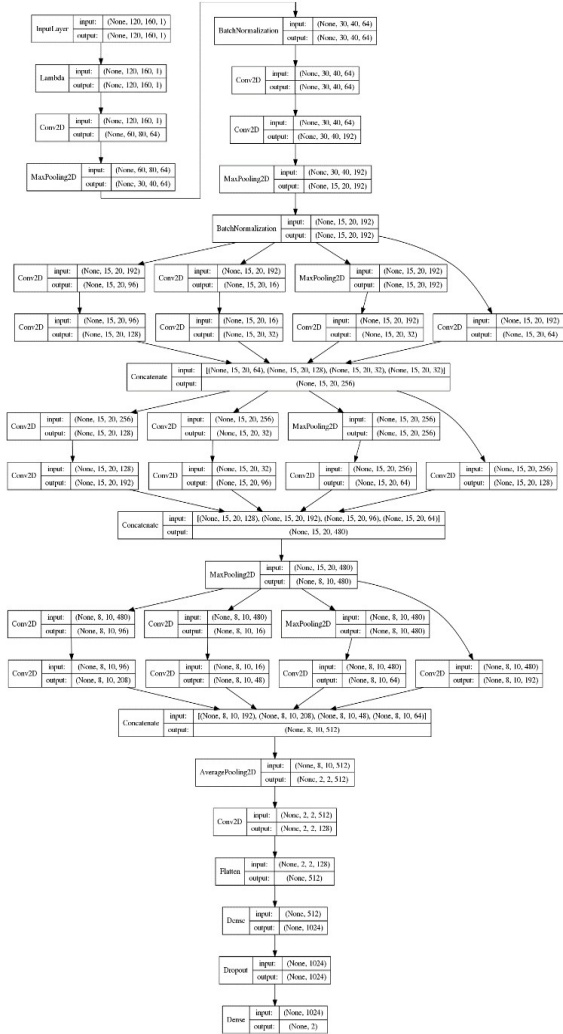 InputLayer input: (None, 120, 160, 1)
output: (None, 120, 160, 1)
Lambda input: (None, 120, 160, 1)
output: (None, 120, 160, 1)
Conv2D input: (None, 120, 160, 1)
output: (None, 60, 80, 64)
MaxPooling2D input: (None, 60, 80, 64)
output: (None, 30, 40, 64)
BatchNormalization input: (None, 30, 40, 64)
output: (None, 30, 40, 64)
Conv2D input: (None, 30, 40, 64)
output: (None, 30, 40, 64)
Conv2D input: (None, 30, 40, 64)
output: (None, 30, 40, 192)
MaxPooling2D input: (None, 30, 40, 192)
output: (None, 15, 20, 192)
BatchNormalization input: (None, 15, 20, 192)
output: (None, 15, 20, 192)
Conv2D input: (None, 15, 20, 192)
output: (None, 15, 20, 96)
Conv2D input: (None, 15, 20, 192)
output: (None, 15, 20, 16)
MaxPooling2D input: (None, 15, 20, 192)
output: (None, 15, 20, 192)
Conv2D input: (None, 15, 20, 96)
output: (None, 15, 20, 128)
Conv2D input: (None, 15, 20, 16)
output: (None, 15, 20, 32)
Conv2D input: (None, 15, 20, 192)
output: (None, 15, 20, 32)
Conv2D input: (None, 15, 20, 192)
output: (None, 15, 20, 64)
Concatenate input: [(None, 15, 20, 64), (None, 15, 20, 128), (None, 15, 20, 32), (None, 15, 20, 32)]
output: (None, 15, 20, 256)
Conv2D input: (None, 15, 20, 256)
output: (None, 15, 20, 128)
Conv2D input: (None, 15, 20, 256)
output: (None, 15, 20, 32)
MaxPooling2D input: (None, 15, 20, 256)
output: (None, 15, 20, 256)
Conv2D input: (None, 15, 20, 128)
output: (None, 15, 20, 192)
Conv2D input: (None, 15, 20, 32)
output: (None, 15, 20, 96)
Conv2D input: (None, 15, 20, 256)
output: (None, 15, 20, 64)
Conv2D input: (None, 15, 20, 256)
output: (None, 15, 20, 128)
Concatenate input: [(None, 15, 20, 128), (None, 15, 20, 192), (None, 15, 20, 96), (None, 15, 20, 64)]
output: (None, 15, 20, 480)
MaxPooling2D input: (None, 15, 20, 480)
output: (None, 8, 10, 480)
Conv2D input: (None, 8, 10, 480)
output: (None, 8, 10, 96)
Conv2D input: (None, 8, 10, 480)
output: (None, 8, 10, 16)
MaxPooling2D input: (None, 8, 10, 480)
output: (None, 8, 10, 480)
Conv2D input: (None, 8, 10, 96)
output: (None, 8, 10, 208)
Conv2D input: (None, 8, 10, 16)
output: (None, 8, 10, 48)
Conv2D input: (None, 8, 10, 480)
output: (None, 8, 10, 64)
Conv2D input: (None, 8, 10, 480)
output: (None, 8, 10, 192)
Concatenate input: [(None, 8, 10, 192), (None, 8, 10, 208), (None, 8, 10, 48), (None, 8, 10, 64)]
output: (None, 8, 10, 512)
AveragePooling2D input: (None, 8, 10, 512)
output: (None, 2, 2, 512)
Conv2D input: (None, 2, 2, 512)
output: (None, 2, 2, 128)
Flatten input: (None, 2, 2, 128)
output: (None, 512)
Dense input: (None, 512)
output: (None, 1024)
Dropout input: (None, 1024)
output: (None, 1024)
Dense input: (None, 1024)
output: (None, 2)